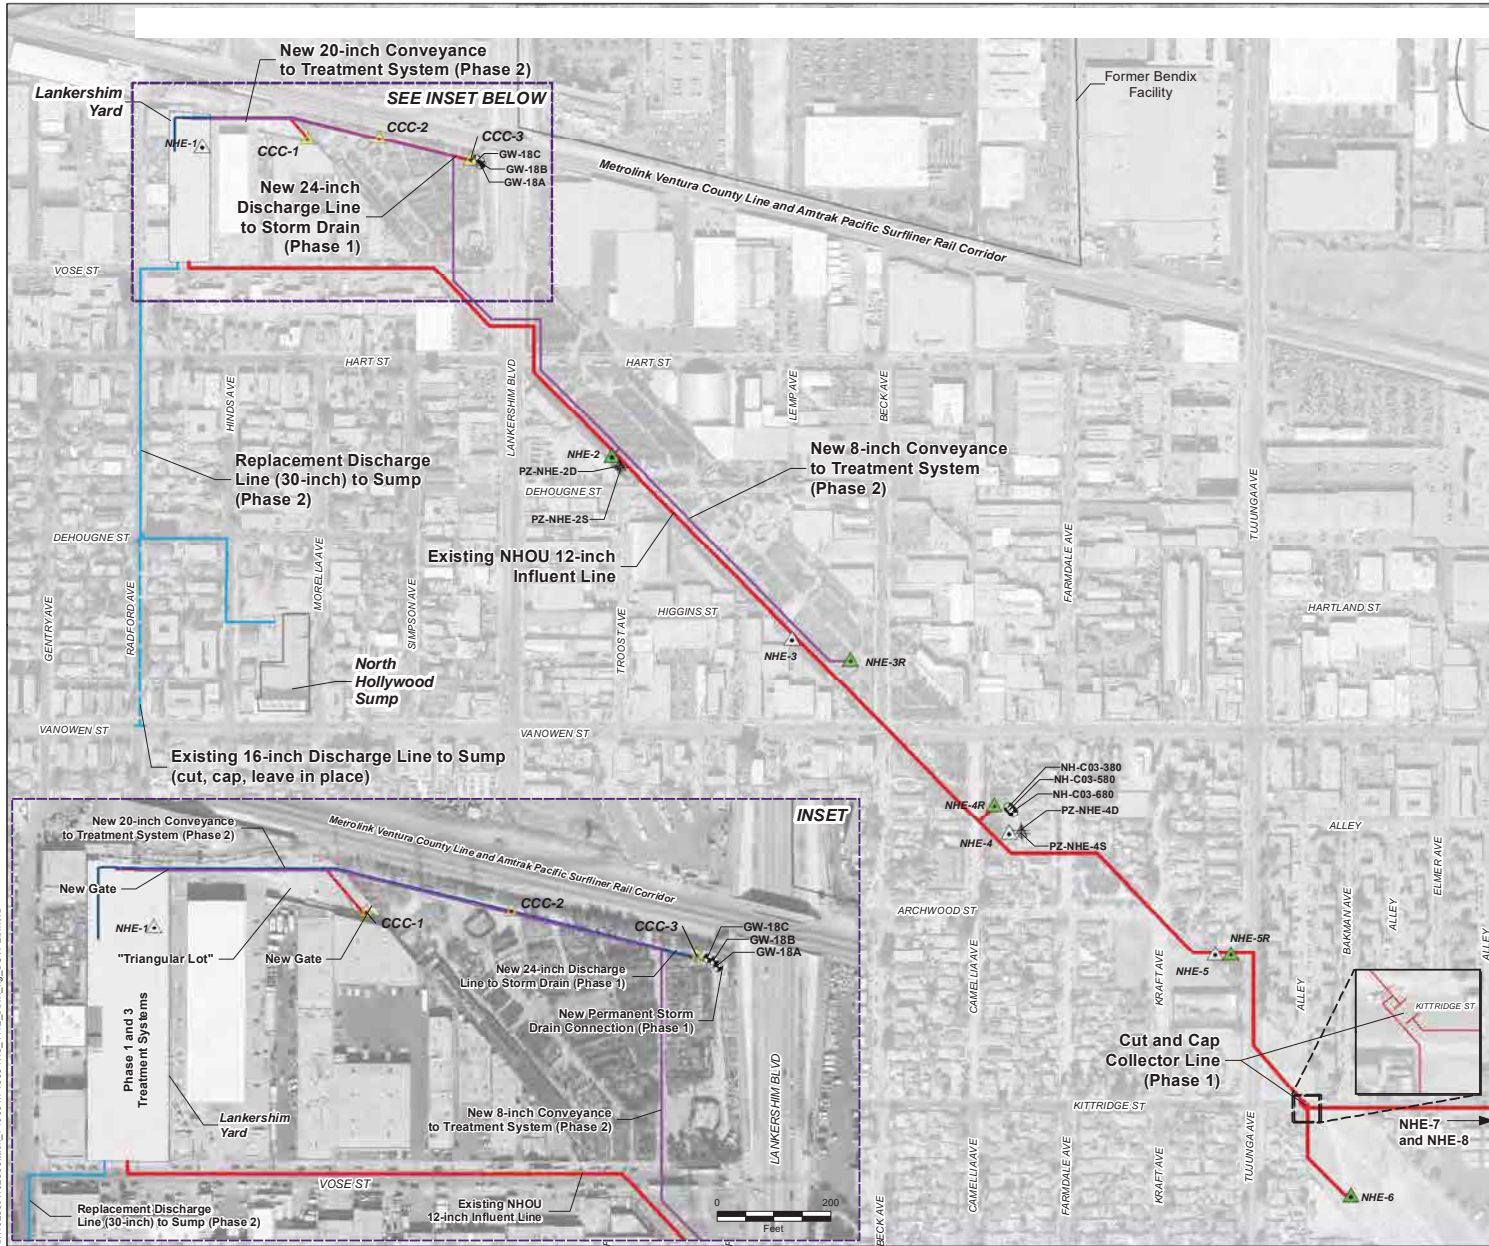 New 20-inch Conveyance
to Treatment System (Phase 2)
Lankershim
Yard
SEE INSET BELOW
Former Bendix
Facility
NHE-1
CCC-1
CCC-2
CCC-3
GW-18C
GW-18B
GW-18A
New 24-inch
Discharge Line
to Storm Drain
(Phase 1)
Metrolink Ventura County Line and Amtrak Pacific Surfliner Rail Corridor
VOSE ST
HART ST
HART ST
HINDS AVE
LANKERSHIM BLVD
LEMP AVE
BECK AVE
Replacement Discharge
Line (30-inch) to Sump
(Phase 2)
NHE-2
PZ-NHE-2D
DEHOUGNE ST
PZ-NHE-2S
New 8-inch Conveyance
to Treatment System
(Phase 2)
TUJUNGA AVE
DEHOUGNE ST
Existing NHOU 12-inch
Influent Line
FARMDALE AVE
GENTRY AVE
RADFORD AVE
MORELLA AVE
SIMPSON AVE
TROOST AVE
HIGGINS ST
HARTLAND ST
NHE-3
NHE-3R
North
Hollywood
Sump
VANOWEN ST
VANOWEN ST
Existing 16-inch Discharge Line to Sump
(cut, cap, leave in place)
NH-C03-380
NH-C03-580
NH-C03-680
NHE-4R
PZ-NHE-4D
NHE-4
PZ-NHE-4S
ALLEY
ELMER AVE
ARCHWOOD ST
CAMELLIA AVE
KRAFT AVE
NHE-5R
NHE-5
BAKMAN AVE
ALLEY
ALLEY
ALLEY
KITTRIDGE ST
Cut and Cap
Collector Line
(Phase 1)
KITTRIDGE ST
NHE-7
and NHE-8
TUJUNGA AVE
BECK AVE
CAMELLIA AVE
FARMDALE AVE
KRAFT AVE
NHE-6
INSET
New 20-inch Conveyance
to Treatment System (Phase 2)
Metrolink Ventura County Line and Amtrak Pacific Surfliner Rail Corridor
New Gate
NHE-1
CCC-1
CCC-2
CCC-3
GW-18C
GW-18B
GW-18A
"Triangular Lot"
New Gate
New 24-inch Discharge
Line to Storm Drain (Phase 1)
New Permanent Storm
Drain Connection (Phase 1)
Phase 1 and 3
Treatment Systems
LANKERSHIM BLVD
Lankershim
Yard
New 8-inch Conveyance
to Treatment System (Phase 2)
VOSE ST
Replacement Discharge
Line (30-inch) to Sump (Phase 2)
Existing NHOU
12-inch Influent Line
0 200
Feet